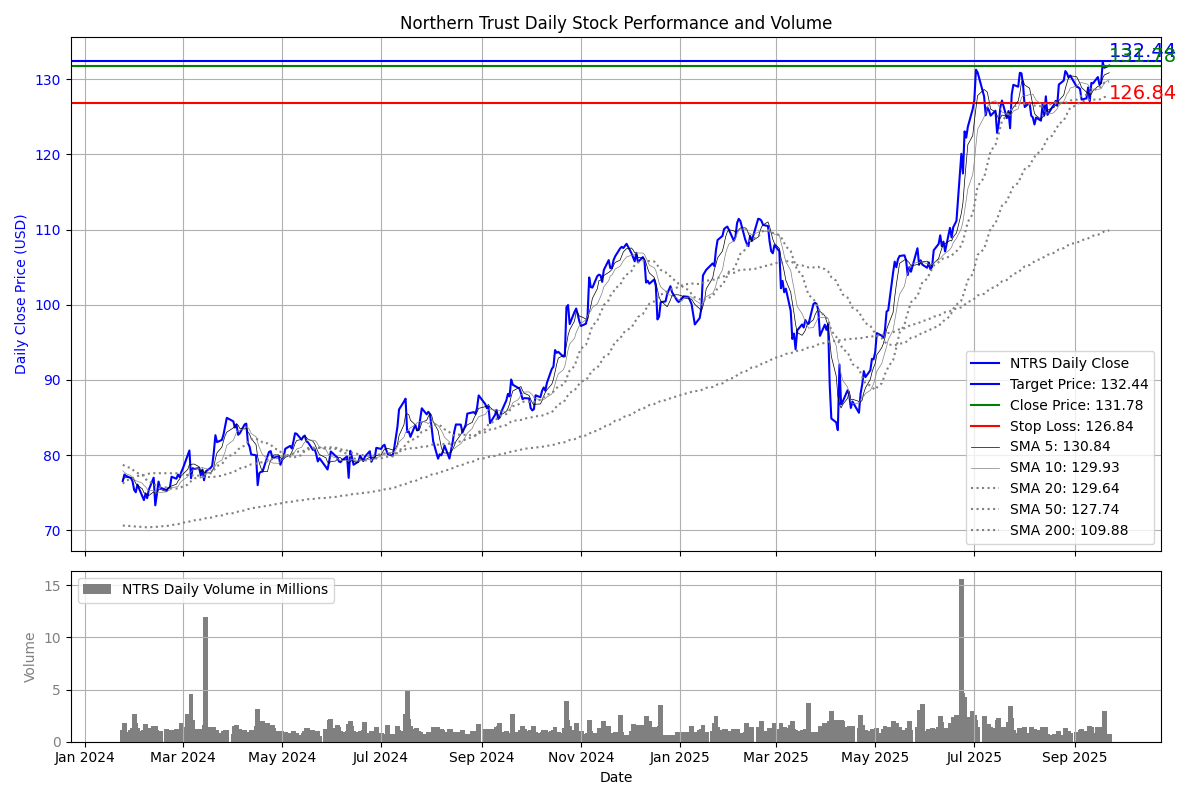 Northern Trust Daily Stock Performance and Volume
132.44
131.78
126.84
130
120
110
100
90
80
70
Daily Close Price (USD)
NTRS Daily Close
Target Price: 132.44
Close Price: 131.78
Stop Loss: 126.84
SMA 5: 130.84
SMA 10: 129.93
SMA 20: 129.64
SMA 50: 127.74
SMA 200: 109.88
NTRS Daily Volume in Millions
15
10
5
0
Volume
Jan 2024 Mar 2024 May 2024 Jul 2024 Sep 2024 Nov 2024 Jan 2025 Mar 2025 May 2025 Jul 2025 Sep 2025
Date